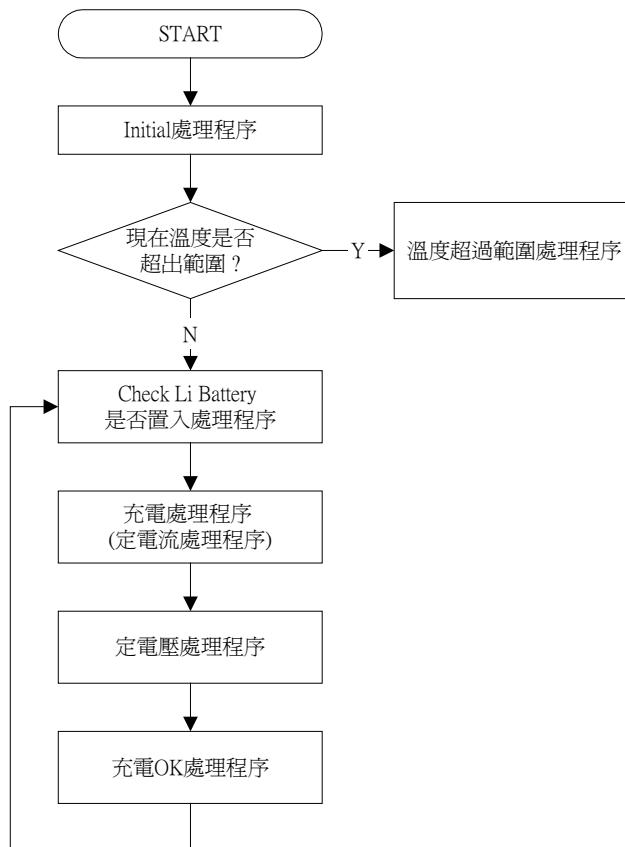 START
Initial處理程序
現在溫度是否
超出範圍？
Y
溫度超過範圍處理程序
N
Check Li Battery
是否置入處理程序
充電處理程序
(定電流處理程序)
定電壓處理程序
充電OK處理程序